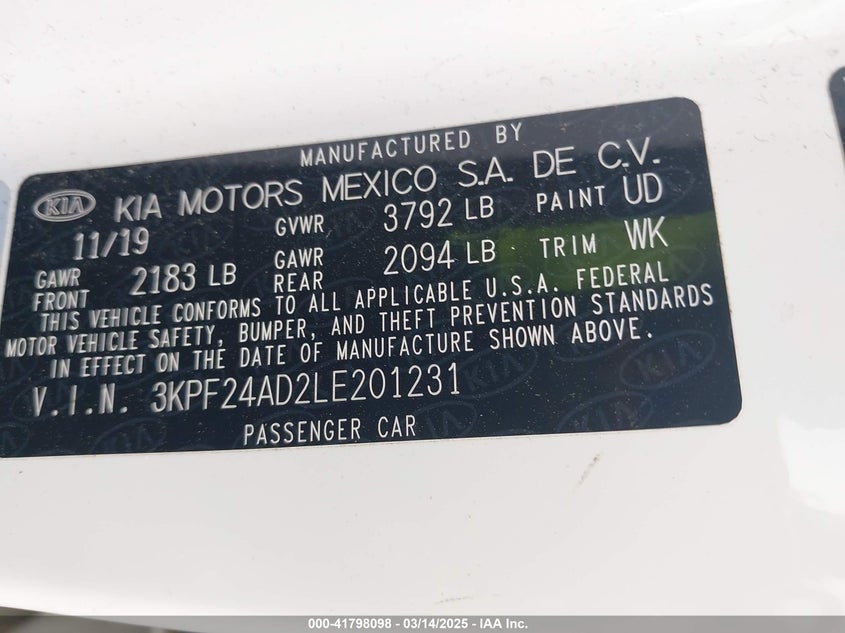 MANUFACTURED BY
KIA KIA MOTORS MEXICO S.A. DE C.V.
11/19 GVWR 3792 LB PAINT UD
GAWR FRONT 2183 LB GAWR REAR 2094 LB TRIM WK
THIS VEHICLE CONFORMS TO ALL APPLICABLE U.S.A. FEDERAL
MOTOR VEHICLE SAFETY, BUMPER, AND THEFT PREVENTION STANDARDS
IN EFFECT ON THE DATE OF MANUFACTURE SHOWN ABOVE.
V.I.N. 3KPF24AD2LE201231
PASSENGER CAR
000-41798098 - 03/14/2025 - IAA Inc.